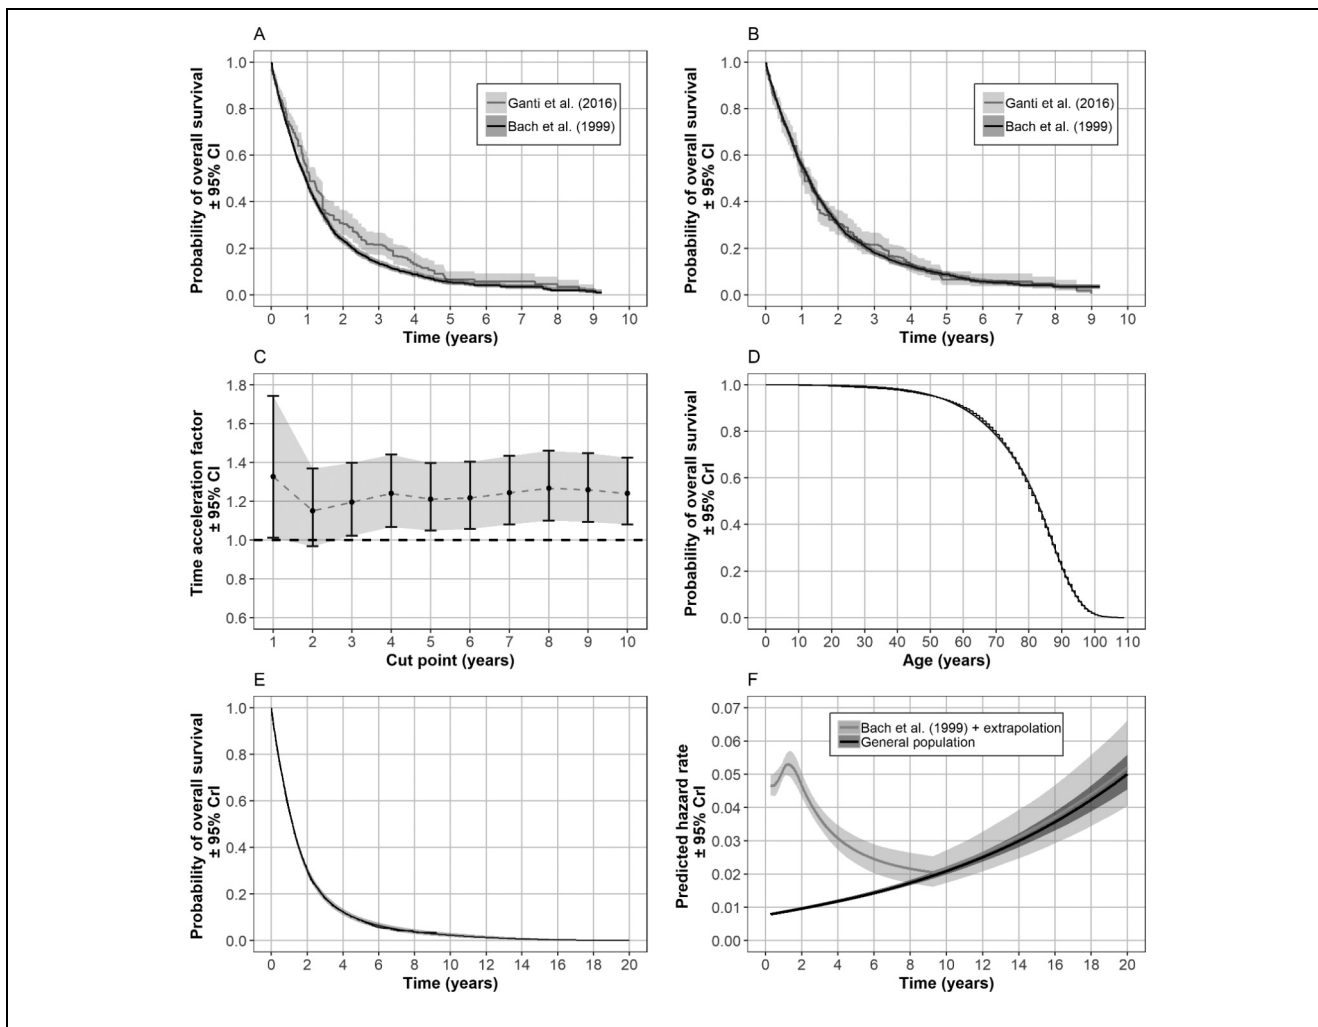 A
Probability of overall survival
± 95% CI
1.0
0.8
0.6
0.4
0.2
0.0
Ganti et al. (2016)
Bach et al. (1999)
0 1 2 3 4 5 6 7 8 9 10
Time (years)
B
Probability of overall survival
± 95% CI
1.0
0.8
0.6
0.4
0.2
0.0
Ganti et al. (2016)
Bach et al. (1999)
0 1 2 3 4 5 6 7 8 9 10
Time (years)
C
Time acceleration factor
± 95% CI
1.8
1.6
1.4
1.2
1.0
0.8
0.6
1 2 3 4 5 6 7 8 9 10
Cut point (years)
D
Probability of overall survival
± 95% CrI
1.0
0.8
0.6
0.4
0.2
0.0
0 10 20 30 40 50 60 70 80 90 100 110
Age (years)
E
Probability of overall survival
± 95% CrI
1.0
0.8
0.6
0.4
0.2
0.0
0 2 4 6 8 10 12 14 16 18 20
Time (years)
F
Predicted hazard rate
± 95% CrI
0.07
0.06
0.05
0.04
0.03
0.02
0.01
0.00
Bach et al. (1999) + extrapolation
General population
0 2 4 6 8 10 12 14 16 18 20
Time (years)